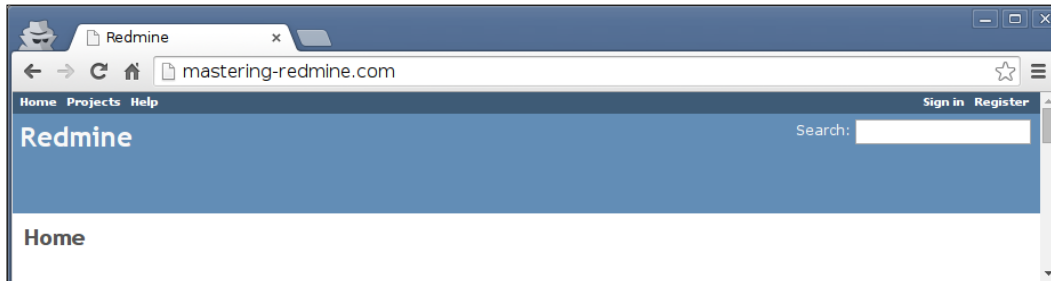 Redmine
mastering-redmine.com
Home Projects Help Sign in Register
Redmine
Search:
Home